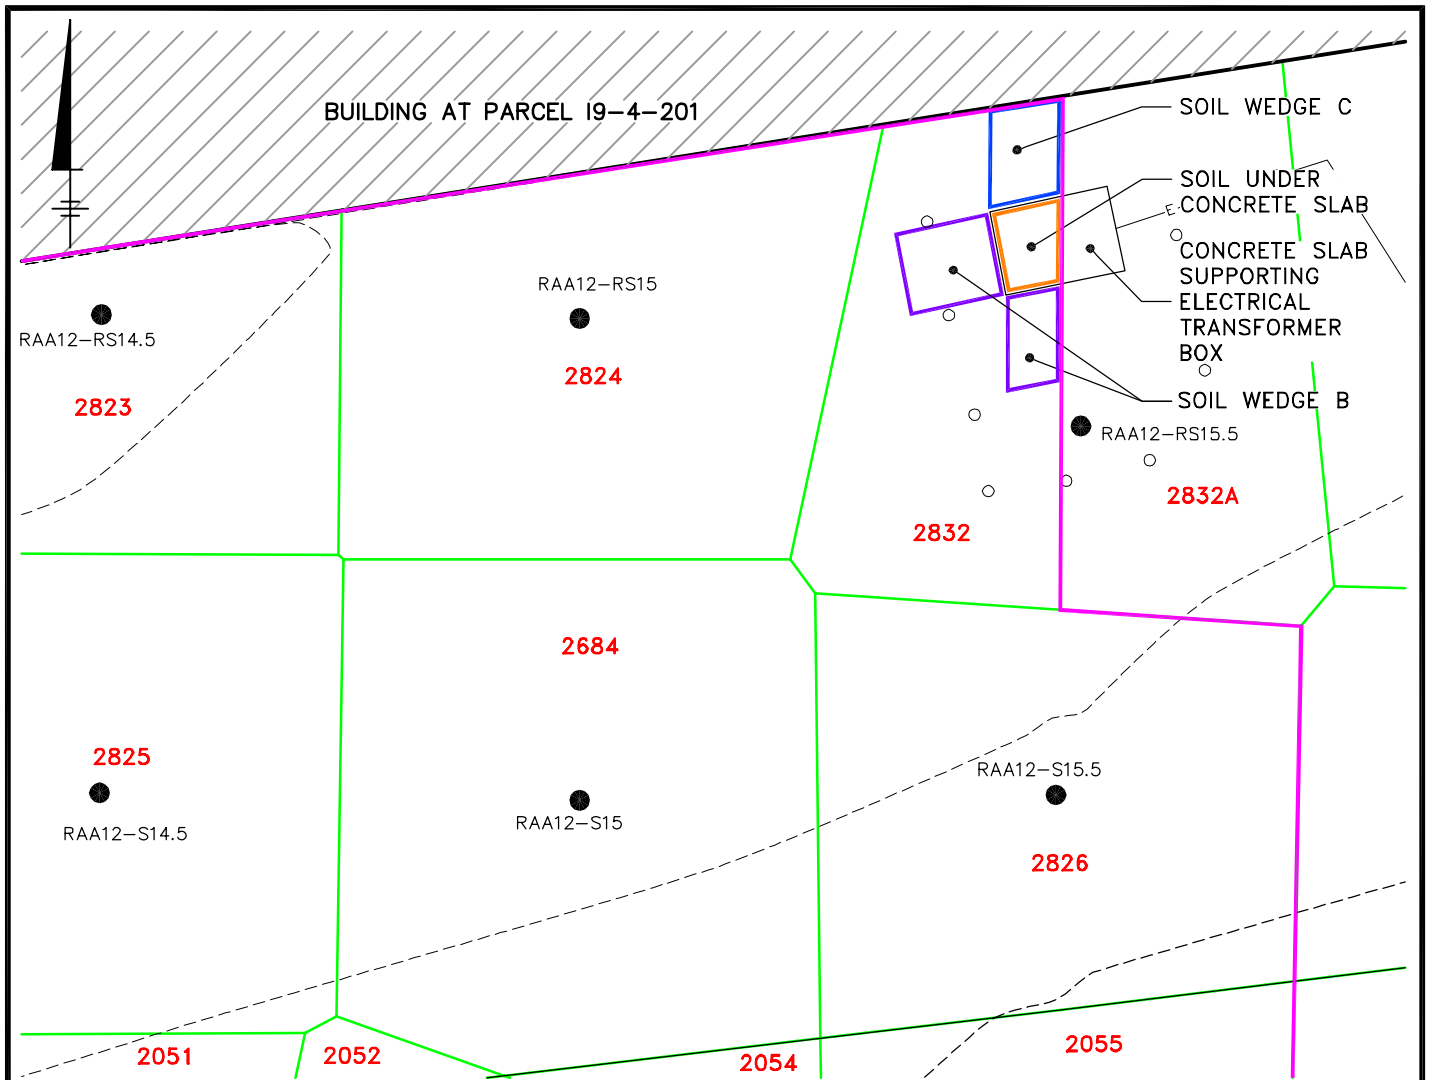 BUILDING AT PARCEL I9-4-201
SOIL WEDGE C
SOIL UNDER
CONCRETE SLAB
E
CONCRETE SLAB
SUPPORTING
ELECTRICAL
TRANSFORMER
BOX
SOIL WEDGE B
RAA12-RS14.5
2823
RAA12-RS15
2824
RAA12-RS15.5
2832A
2832
2684
2825
RAA12-S14.5
RAA12-S15
RAA12-S15.5
2826
2051
2052
2054
2055